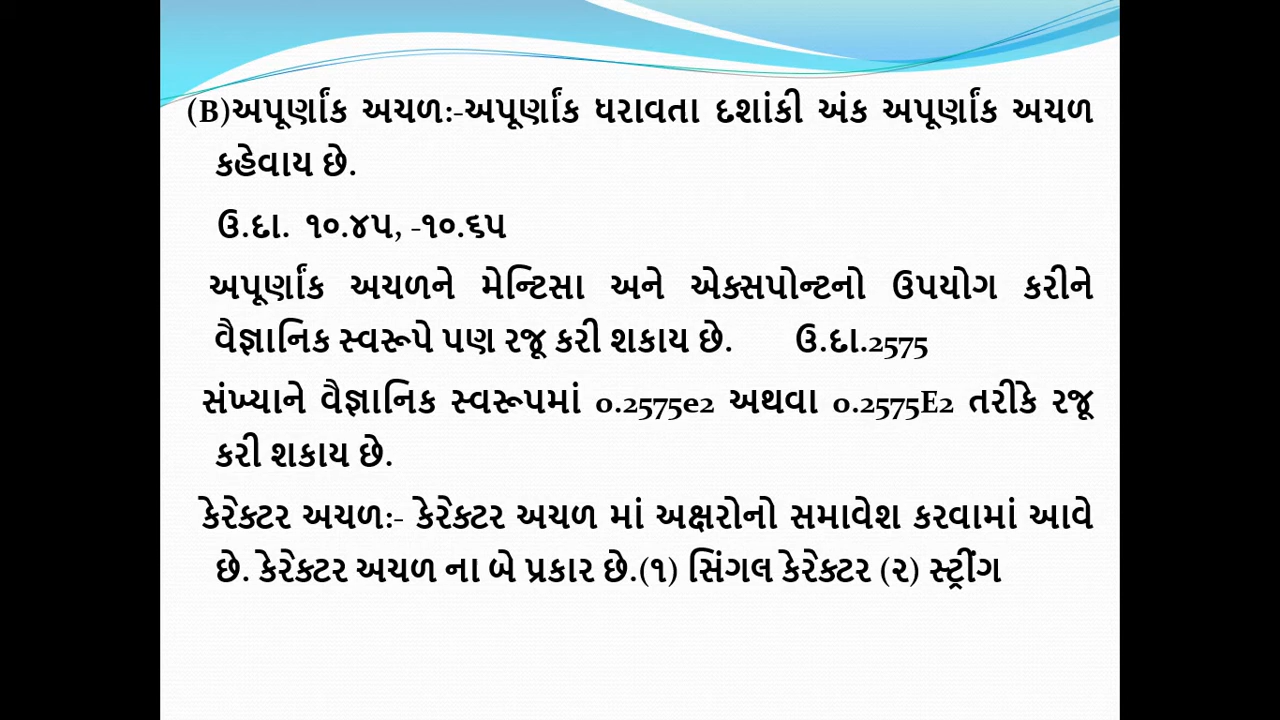 (B)અપૂર્ણાંક અચળ:-અપૂર્ણાંક ધરાવતા દશાંકી અંક અપૂર્ણાંક અચળ
કહેવાય છે.
ઉ.દા. ૧૦.૪૫, -૧૦.૬૫
અપૂર્ણાંક અચળને મેન્ટિસા અને એક્સપોન્ટનો ઉપયોગ કરીને
વૈજ્ઞાનિક સ્વરૂપે પણ રજૂ કરી શકાય છે. ઉ.દા.2575
સંખ્યાને વૈજ્ઞાનિક સ્વરૂપમાં 0.2575e2 અથવા 0.2575E2 તરીકે રજૂ
કરી શકાય છે.
કેરેક્ટર અચળ:- કેરેક્ટર અચળ માં અક્ષરોનો સમાવેશ કરવામાં આવે
છે. કેરેક્ટર અચળ ના બે પ્રકાર છે.(૧) સિંગલ કેરેક્ટર (૨) સ્ટ્રીંગ